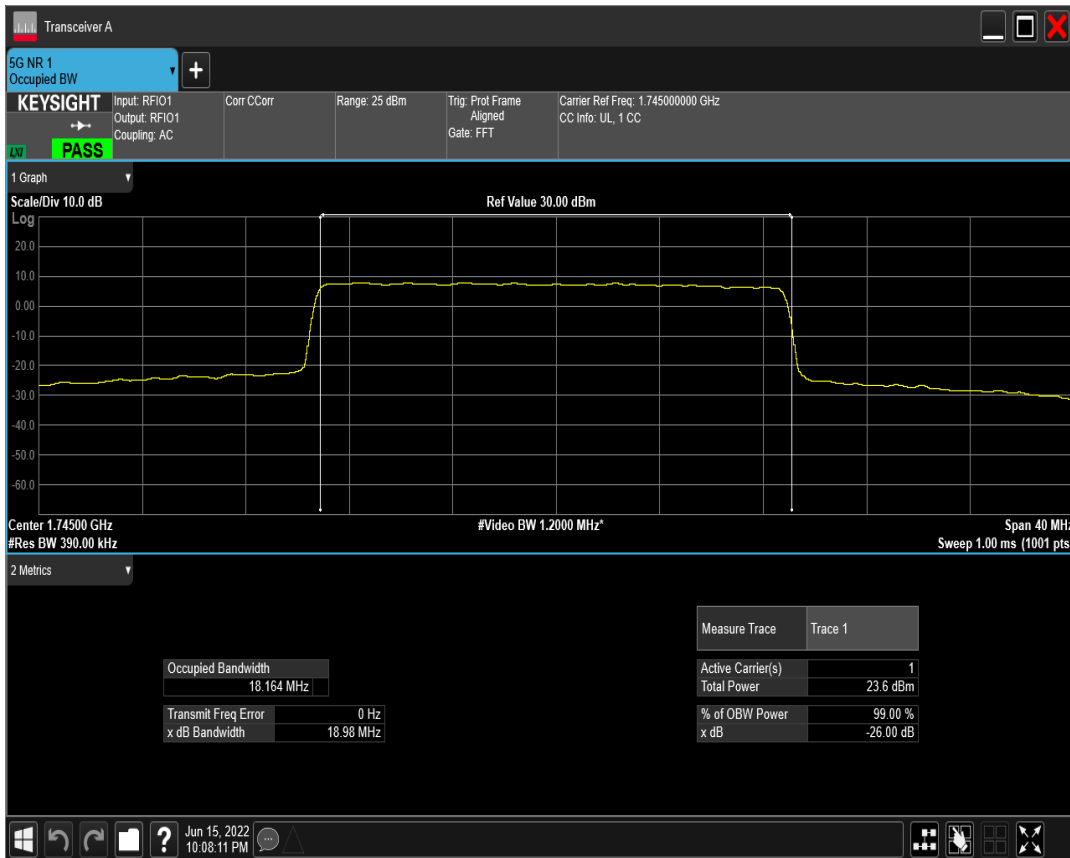 Transceiver A
5G NR 1
Occupied BW
+
KEYSIGHT
LXI
PASS
Input: RFIO1
Output: RFIO1
Coupling: AC
Corr CCorr
Range: 25 dBm
Trig: Prot Frame
Aligned
Gate: FFT
Carrier Ref Freq: 1.745000000 GHz
CC Info: UL, 1 CC
1 Graph
Scale/Div 10.0 dB
Ref Value 30.00 dBm
Log
20.0
10.0
0.00
-10.0
-20.0
-30.0
-40.0
-50.0
-60.0
Center 1.74500 GHz
#Video BW 1.2000 MHz*
Span 40 MHz
#Res BW 390.00 kHz
Sweep 1.00 ms (1001 pts
2 Metrics
Measure Trace Trace 1
Occupied Bandwidth
18.164 MHz
Active Carrier(s) 1
Total Power 23.6 dBm
Transmit Freq Error 0 Hz
x dB Bandwidth 18.98 MHz
% of OBW Power 99.00 %
x dB -26.00 dB
?
Jun 15, 2022
10:08:11 PM